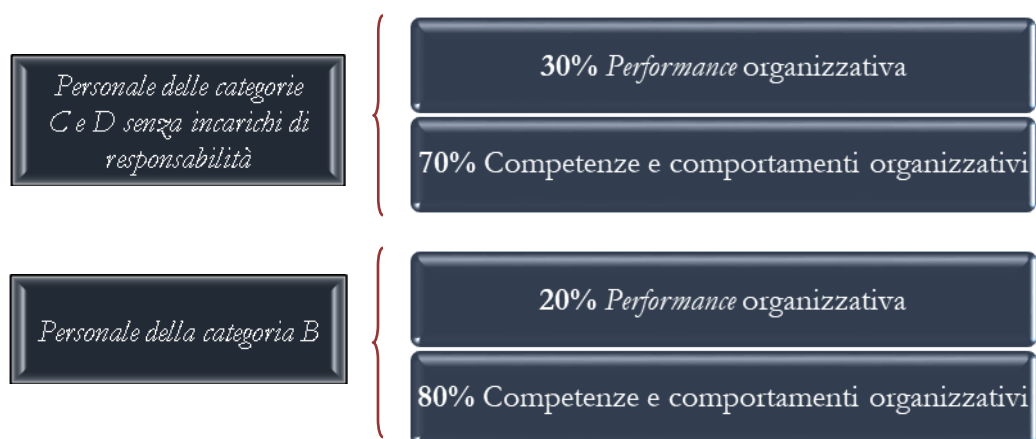 Personale delle categorie
C e D senza incarichi di
responsabilità
30% Performance organizzativa
70% Competenze e comportamenti organizzativi
Personale della categoria B
20% Performance organizzativa
80% Competenze e comportamenti organizzativi